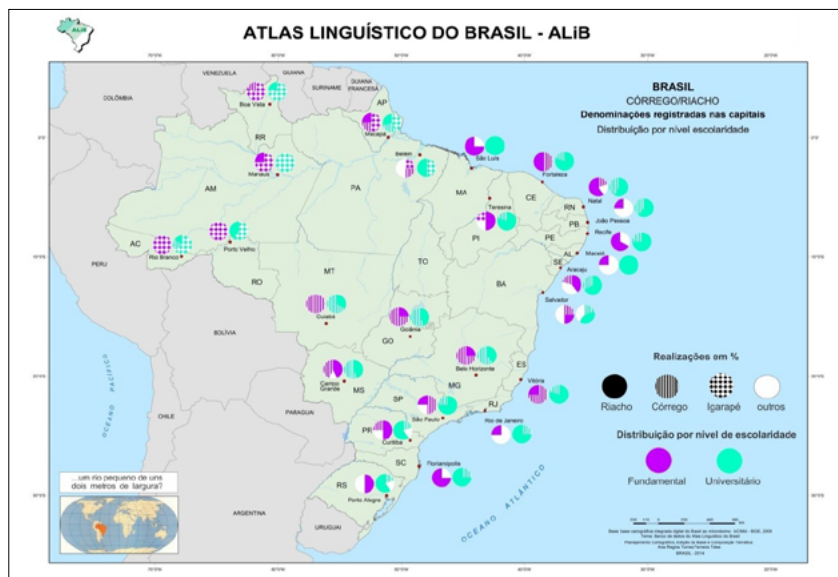 ALiB
ATLAS LINGUÍSTICO DO BRASIL - ALiB
BRASIL
CÓRREGO/RIACHO
Denominações registradas nas capitais
Distribuição por nível escolaridade
COLÔMBIA
VENEZUELA
GUIANA
SURINAME
GUIANA
FRANCESA
PERU
BOLÍVIA
CHILE
PARAGUAI
ARGENTINA
URUGUAI
OCEANO PACÍFICO
OCEANO ATLÂNTICO
Boa Vista
RR
AP
Macapá
Manaus
AM
Belém
PA
São Luís
MA
Fortaleza
CE
Teresina
PI
Natal
RN
João Pessoa
PB
Recife
PE
Maceió
AL
Aracaju
SE
Salvador
BA
AC
Rio Branco
Porto Velho
RO
MT
Cuiabá
TO
Goiânia
GO
Campo
Grande
MS
Belo Horizonte
MG
ES
Vitória
SP
São Paulo
RJ
Rio de Janeiro
PR
Curitiba
SC
Florianópolis
RS
Porto Alegre
Realizações em %
Riacho
Córrego
Igarapé
outros
Distribuição por nível de escolaridade
Fundamental
Universitário
...um rio pequeno de uns
dois metros de largura?
BRASIL - 2014